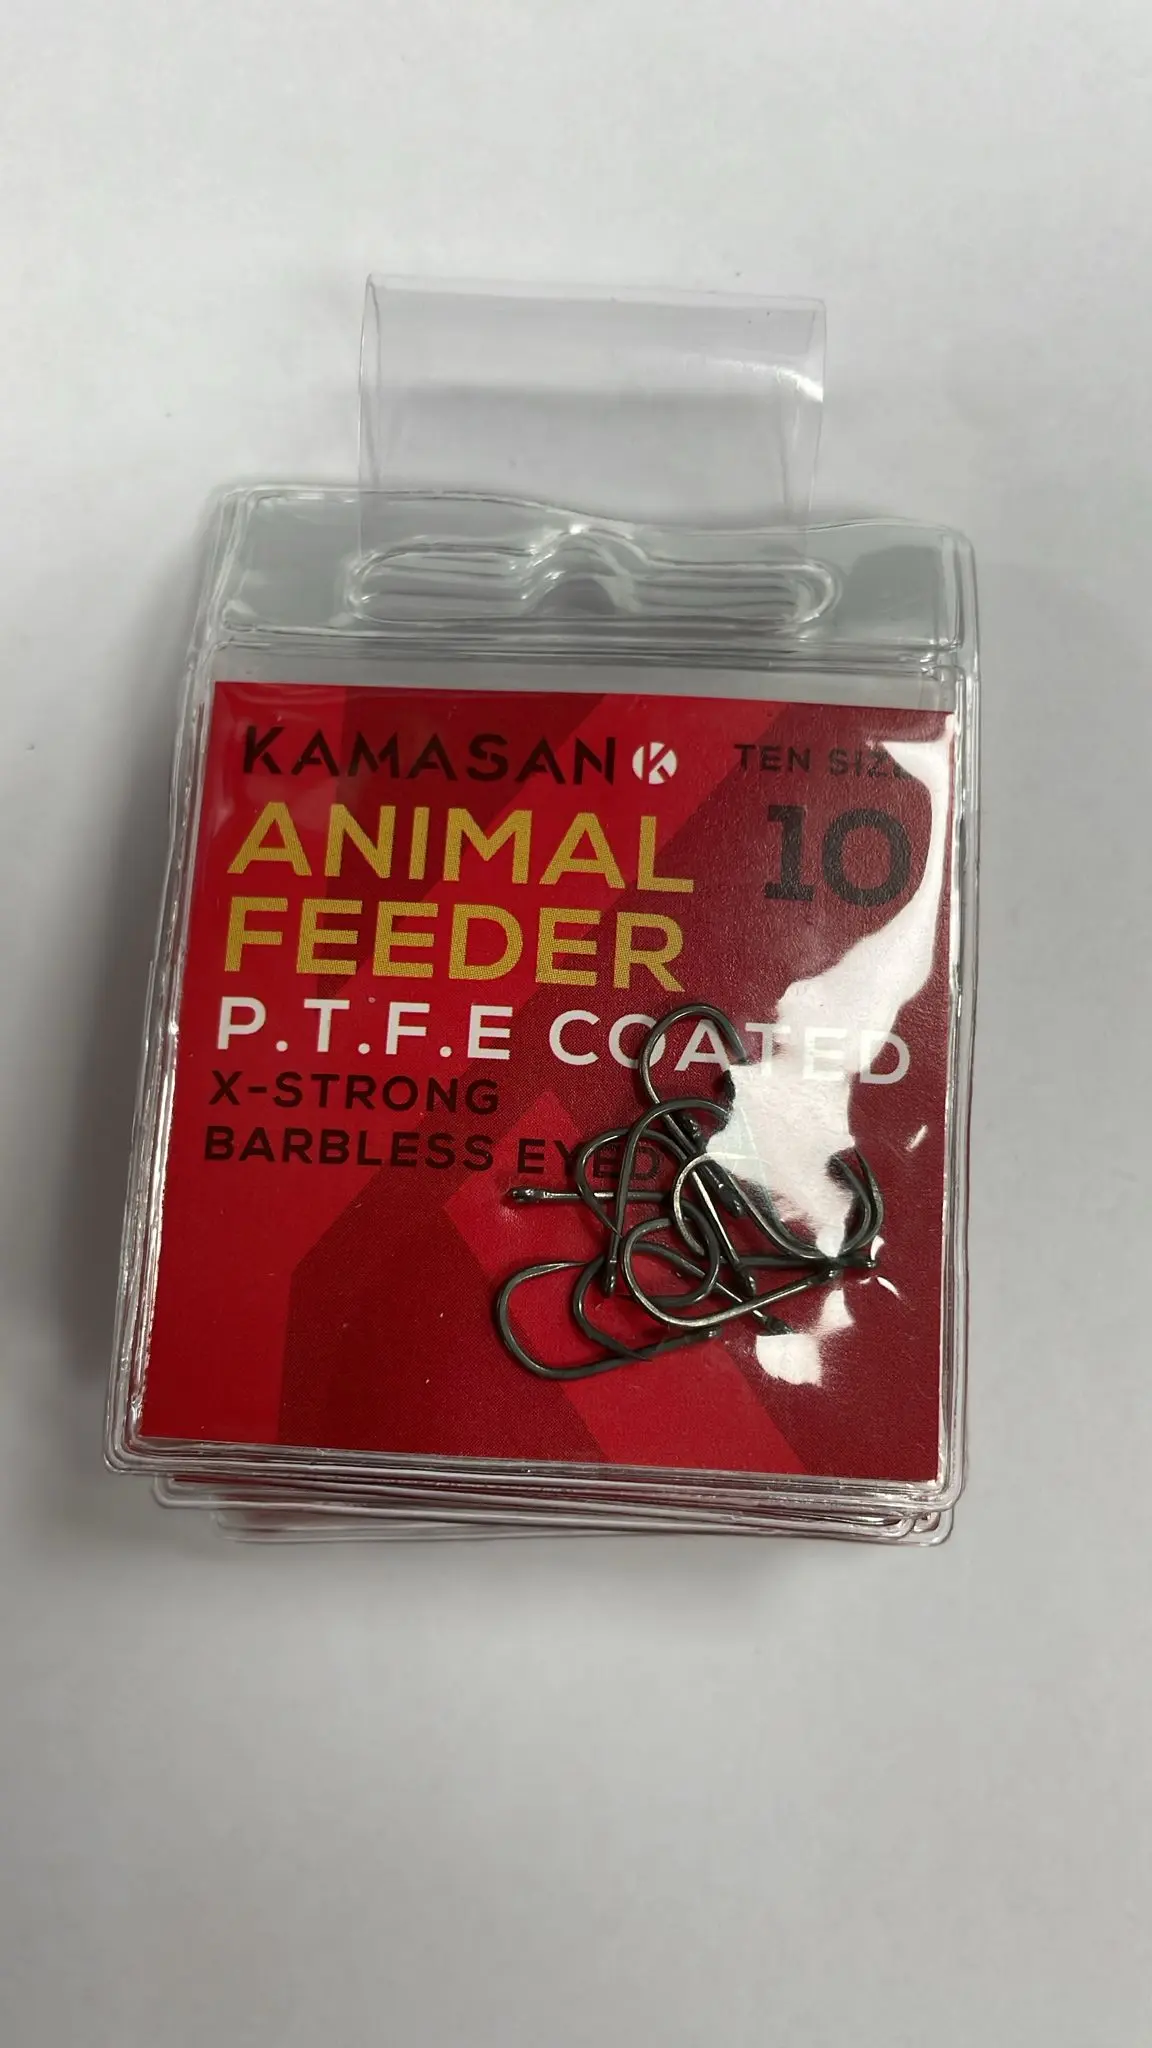 KAMASAN
TEN SIZE
10
ANIMAL
FEEDER
P.T.F.E COATED
X-STRONG
BARBLESS EYED